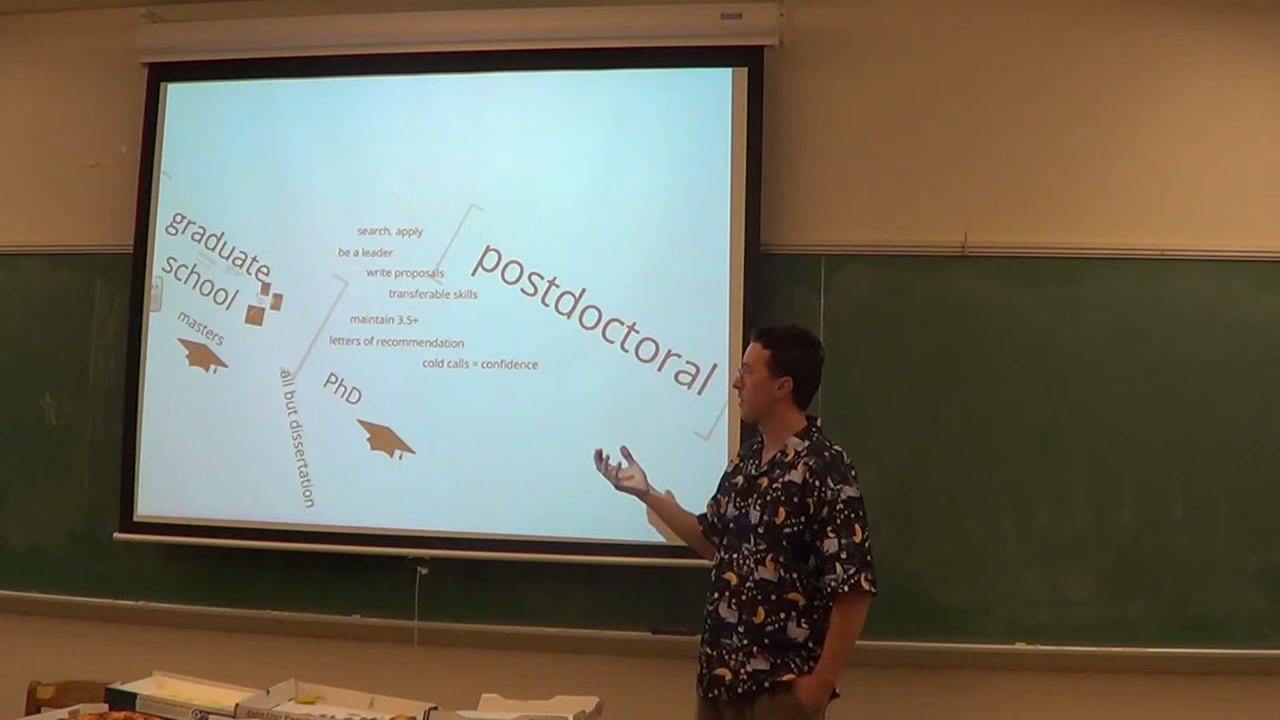 graduate
school
masters
all but dissertation
PhD
search, apply
be a leader
write proposals
transferable skills
maintain 3.5+
letters of recommendation
cold calls = confidence
postdoctoral